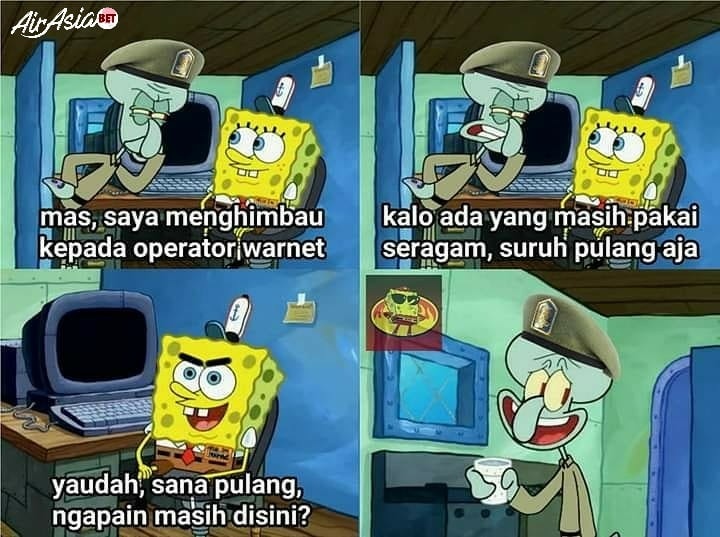 AirAsia BET
mas, saya menghimbau
kepada operator warnet
kalo ada yang masih pakai
seragam, suruh pulang aja
yaudah, sana pulang,
ngapain masih disini?